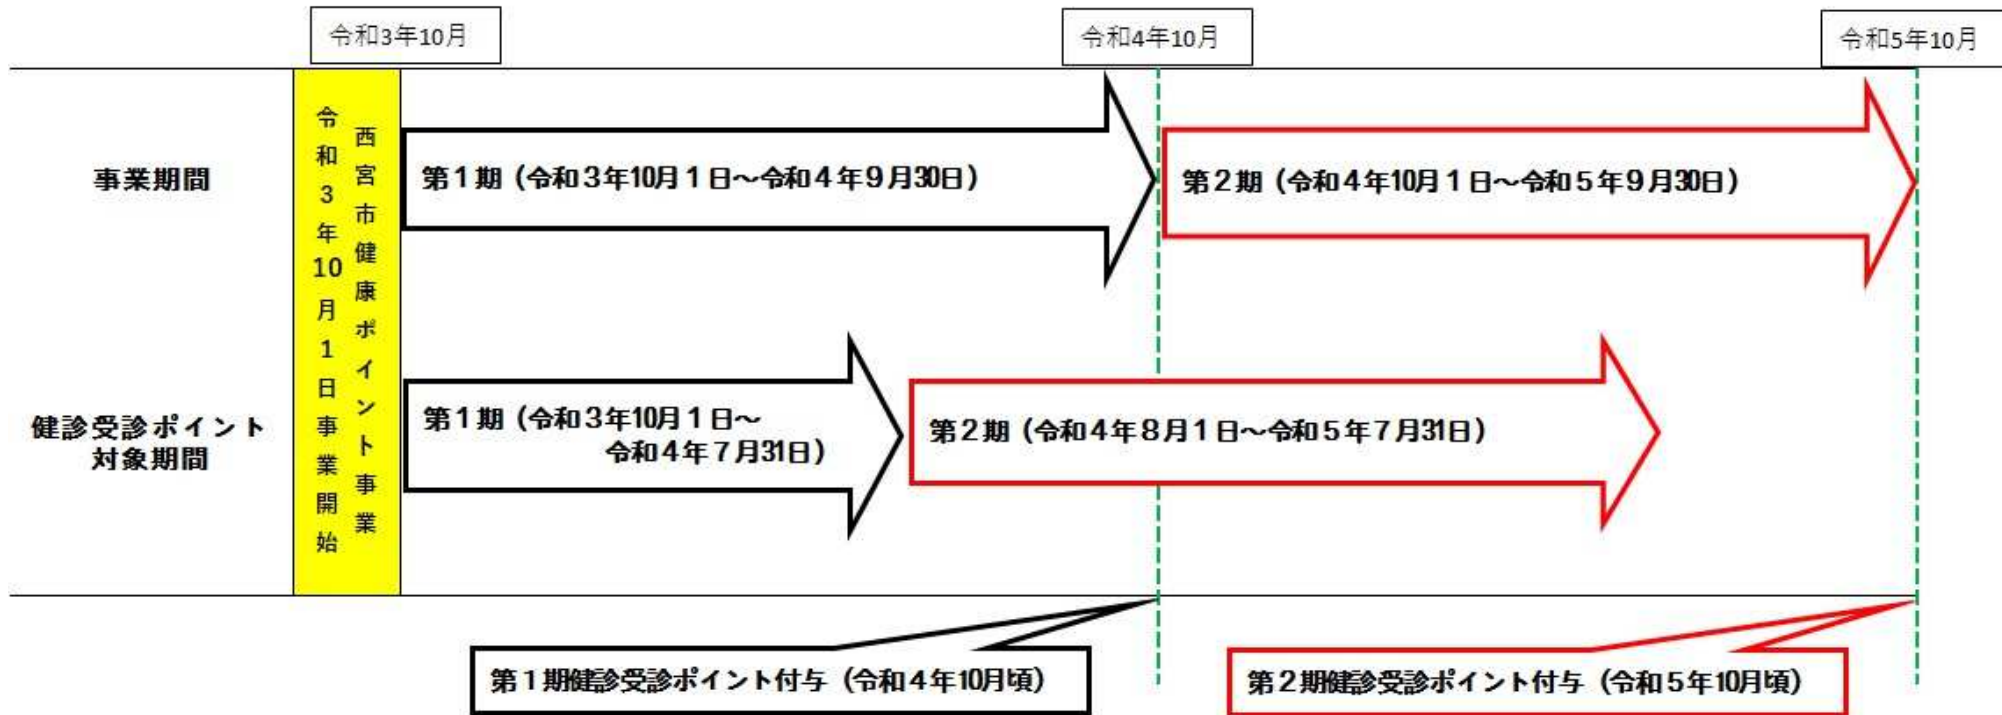 令和3年10月
令和4年10月
令和5年10月
西宮市健康ポイント事業
令和3年10月1日事業開始
事業期間
第1期（令和3年10月1日～令和4年9月30日）
第2期（令和4年10月1日～令和5年9月30日）
健診受診ポイント
対象期間
第1期（令和3年10月1日～
令和4年7月31日）
第2期（令和4年8月1日～令和5年7月31日）
第1期健診受診ポイント付与（令和4年10月頃）
第2期健診受診ポイント付与（令和5年10月頃）